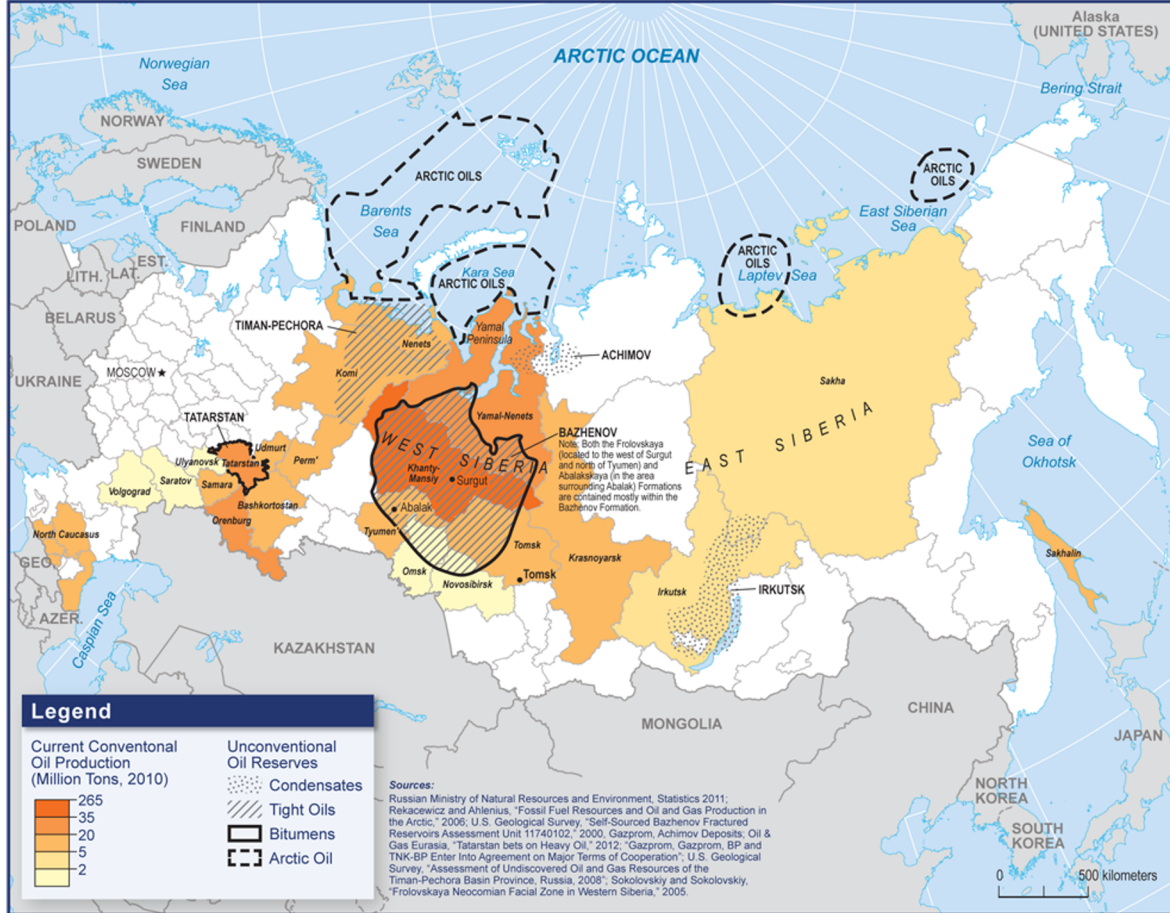 Alaska
(UNITED STATES)
ARCTIC OCEAN
Norwegian
Sea
Bering Strait
NORWAY
SWEDEN
FINLAND
POLAND
EST.
LAT.
LITH.
BELARUS
UKRAINE
MOSCOW
ARCTIC OILS
Barents
Sea
Kara Sea
ARCTIC OILS
ARCTIC
OILS
East Siberian
Sea
ARCTIC
OILS
Laptev Sea
TIMAN-PECHORA
Nenets
Komi
Yamal
Peninsula
ACHIMOV
Sakha
EAST SIBERIA
Yamal-Nenets
TATARSTAN
Udmurt
Ulyanovsk
Tatarstan
Perm'
Saratov
Samara
Volgograd
Bashkortostan
Orenburg
WEST SIBERIA
Khanty-
Mansiy
Surgut
Abalak
Tyumen'
BAZHENOV
Note: Both the Frolovskaya
(located to the west of Surgut
and north of Tyumen) and
Abalakskaya (in the area
surrounding Abalak) Formations
are contained mostly within the
Bazhenov Formation.
Sea of
Okhotsk
North Caucasus
GEO.
AZER.
Caspian Sea
Omsk
Novosibirsk
Tomsk
Tomsk
Krasnoyarsk
Irkutsk
IRKUTSK
Sakhalin
KAZAKHSTAN
MONGOLIA
CHINA
JAPAN
NORTH
KOREA
SOUTH
KOREA
Legend
Current Conventonal
Oil Production
(Million Tons, 2010)
265
35
20
5
2
Unconventional
Oil Reserves
Condensates
Tight Oils
Bitumens
Arctic Oil
Sources:
Russian Ministry of Natural Resources and Environment, Statistics 2011;
Rekacewicz and Ahlenius, "Fossil Fuel Resources and Oil and Gas Production in
the Arctic," 2006; U.S. Geological Survey, "Self-Sourced Bazhenov Fractured
Reservoirs Assessment Unit 11740102," 2000, Gazprom, Achimov Deposits; Oil &
Gas Eurasia, "Tatarstan bets on Heavy Oil," 2012; "Gazprom, Gazprom, BP and
TNK-BP Enter Into Agreement on Major Terms of Cooperation"; U.S. Geological
Survey, "Assessment of Undiscovered Oil and Gas Resources of the
Timan-Pechora Basin Province, Russia, 2008"; Sokolovskiy and Sokolovskiy,
"Frolovskaya Neocomian Facial Zone in Western Siberia," 2005.
0 500 kilometers